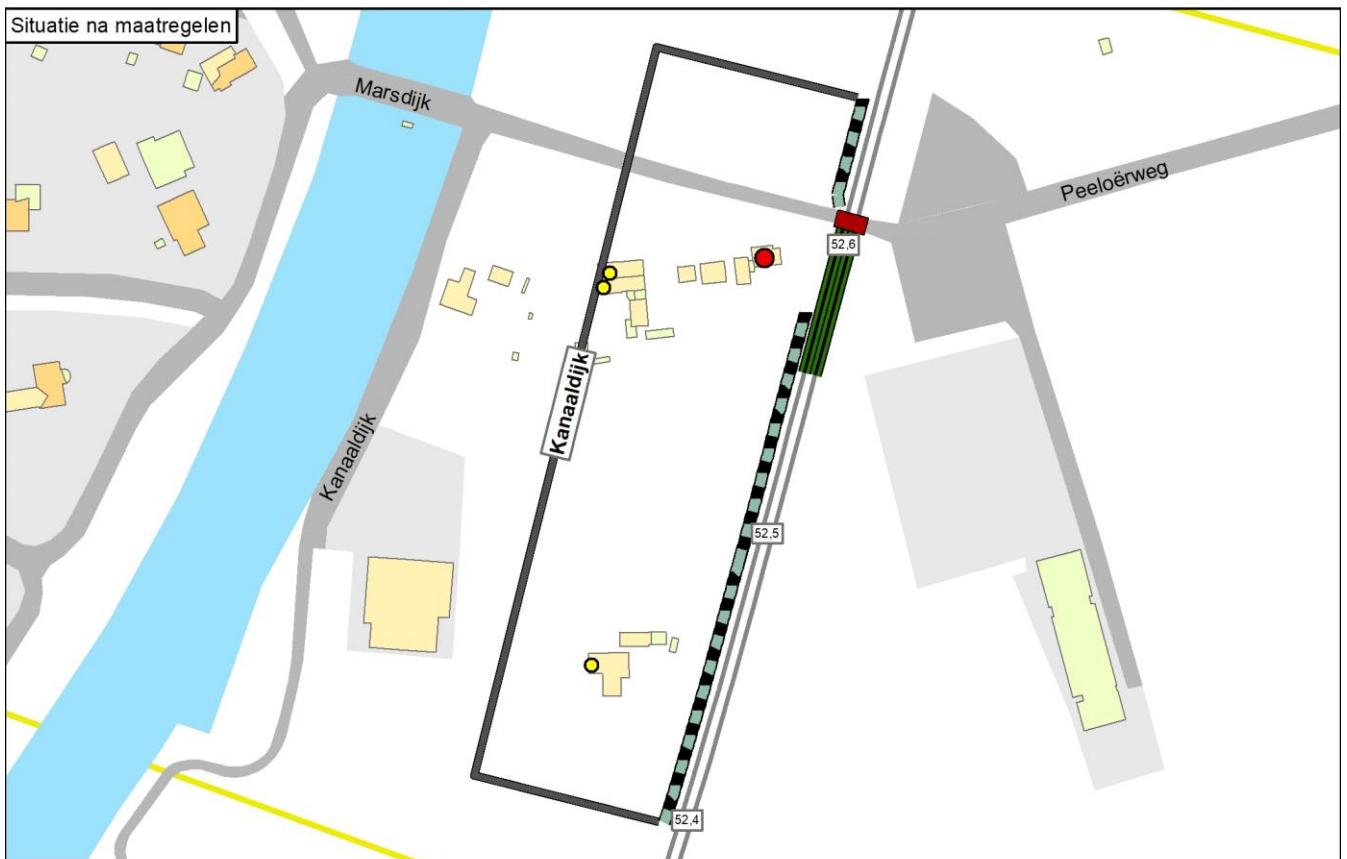 Situatie na maatregelen
Marsdijk
Peeloërweg
52,6
Kanaaldijk
Kanaaldijk
52,5
52,4